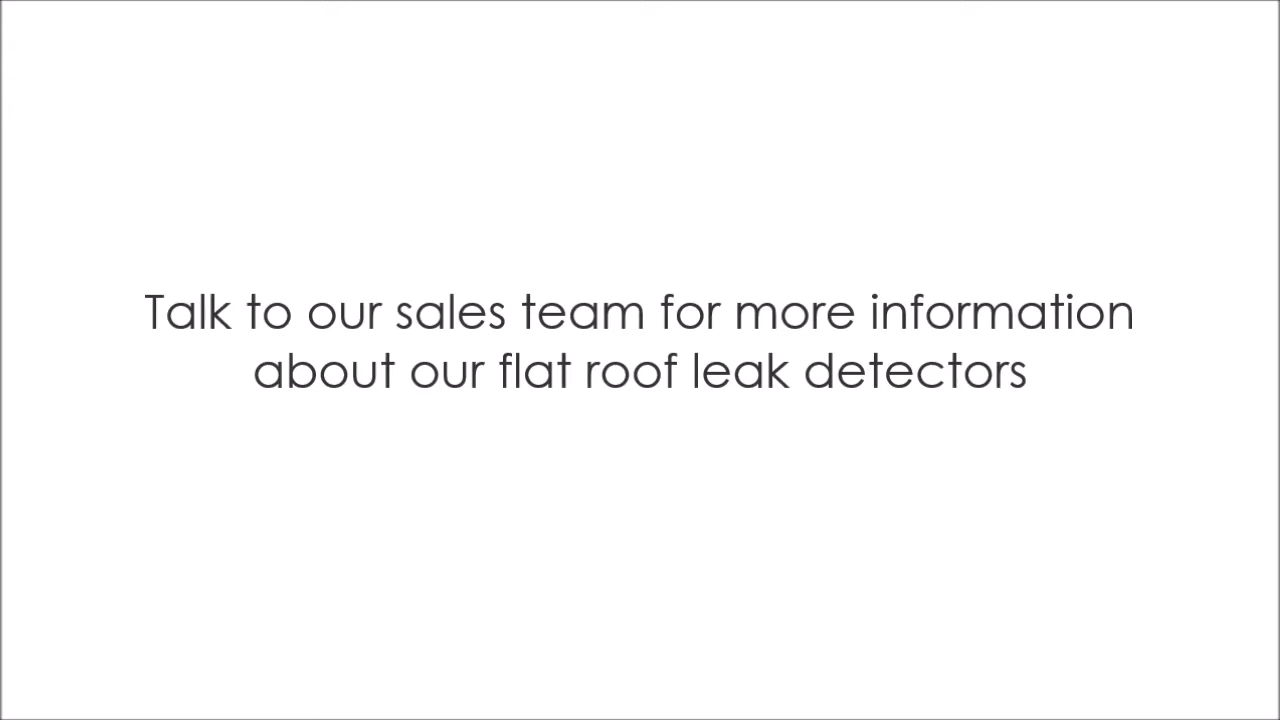 Talk to our sales team for more information
about our flat roof leak detectors